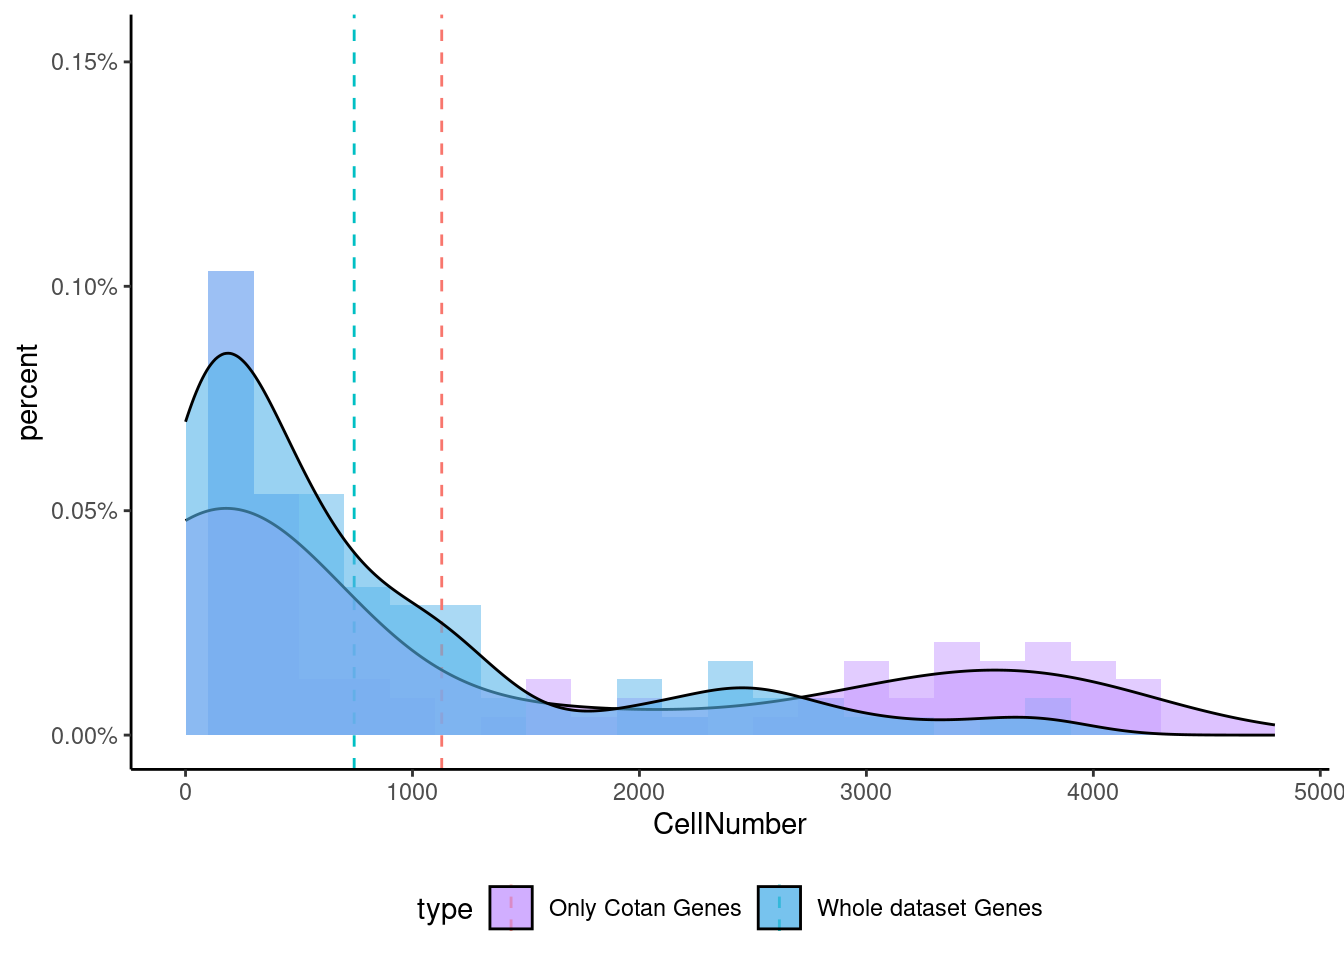 0.15%
0.10%
0.05%
0.00%
percent
0 1000 2000 3000 4000 5000
CellNumber
type Only Cotan Genes Whole dataset Genes